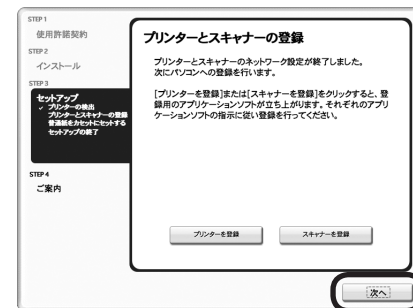 STEP 1
使用許諾契約
STEP 2
インストール
STEP 3
セットアップ
✓ プリンターの検出
プリンターとスキャナーの登録
普通紙をカセットにセットする
セットアップの終了
STEP 4
ご案内
プリンターとスキャナーの登録
プリンターとスキャナーのネットワーク設定が終了しました。
次にパソコンへの登録を行います。
[プリンターを登録]または[スキャナーを登録]をクリックすると、登
録用のアプリケーションソフトが立ち上がります。それぞれのアプリ
ケーションソフトの指示に従い登録を行ってください。
プリンターを登録
スキャナーを登録
次へ